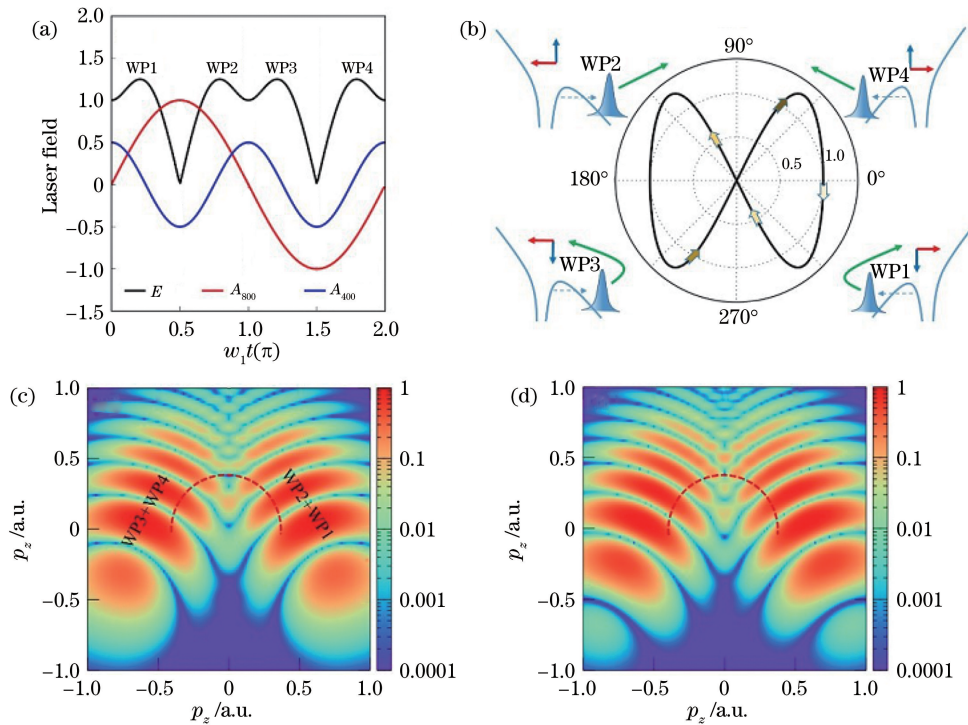 (a)
2.0
1.5
1.0
0.5
0
-0.5
-1.0
-1.5
Laser field
WP1
WP2
WP3
WP4
E
A800
A400
0
0.5
1.0
1.5
2.0
w1t(π)
(b)
90°
180°
0°
270°
0.5
1.0
WP2
WP4
WP3
WP1
(c)
1.0
0.5
0
-0.5
-1.0
pz/a.u.
WP3+WP4
WP2+WP1
-1.0
-0.5
0
0.5
1.0
pz/a.u.
1
0.1
0.01
0.001
0.0001
(d)
1.0
0.5
0
-0.5
-1.0
pz/a.u.
-1.0
-0.5
0
0.5
1.0
pz/a.u.
1
0.1
0.01
0.001
0.0001